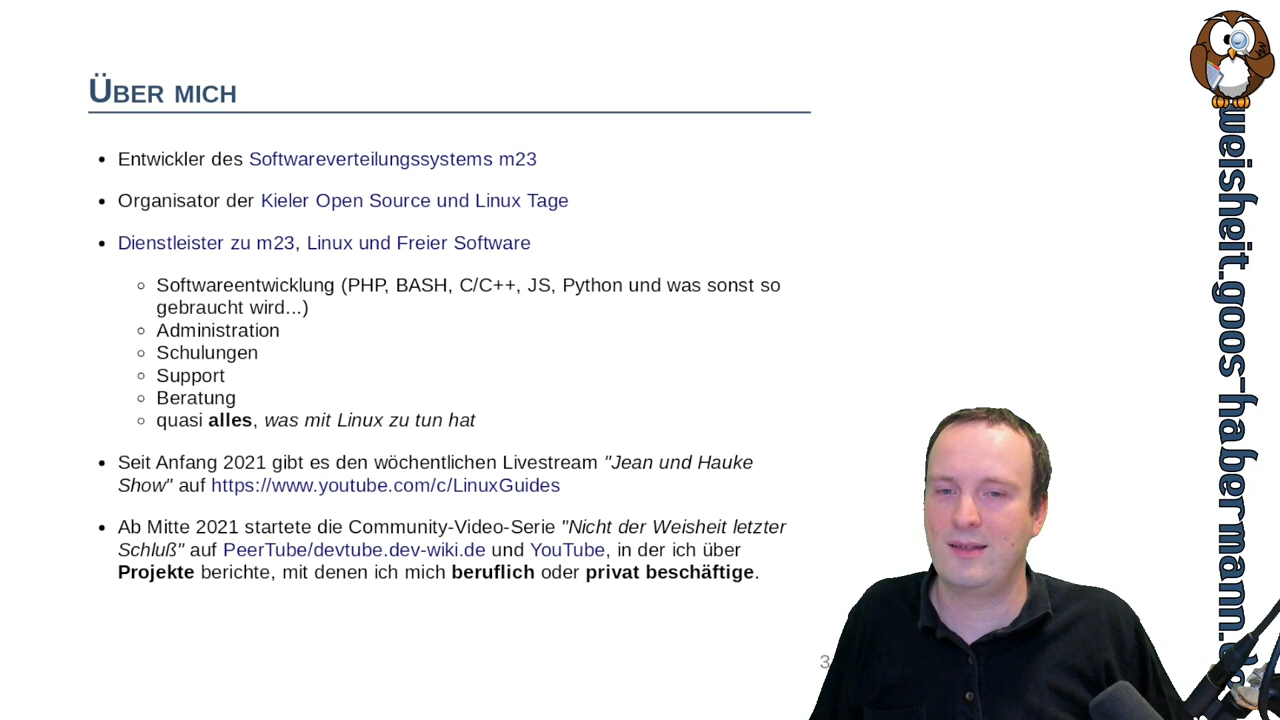 Über mich
Entwickler des Softwareverteilungssystems m23
Organisator der Kieler Open Source und Linux Tage
Dienstleister zu m23, Linux und Freier Software
Softwareentwicklung (PHP, BASH, C/C++, JS, Python und was sonst so
gebraucht wird...)
Administration
Schulungen
Support
Beratung
quasi alles, was mit Linux zu tun hat
Seit Anfang 2021 gibt es den wöchentlichen Livestream "Jean und Hauke
Show" auf https://www.youtube.com/c/LinuxGuides
Ab Mitte 2021 startete die Community-Video-Serie "Nicht der Weisheit letzter
Schluß" auf PeerTube/devtube.dev-wiki.de und YouTube, in der ich über
Projekte berichte, mit denen ich mich beruflich oder privat beschäftige.
3
weisheit.goos-habermann.de